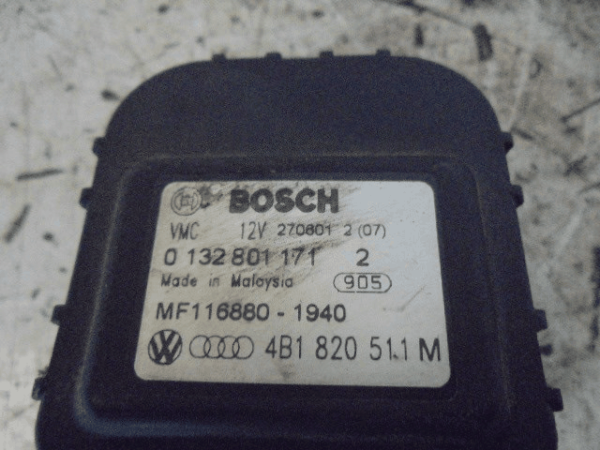 BOSCH
VMC 12V 270801 2 (07)
0 132 801 171 2
Made in Malaysia 905
MF116880 - 1940
4B1 820 511 M